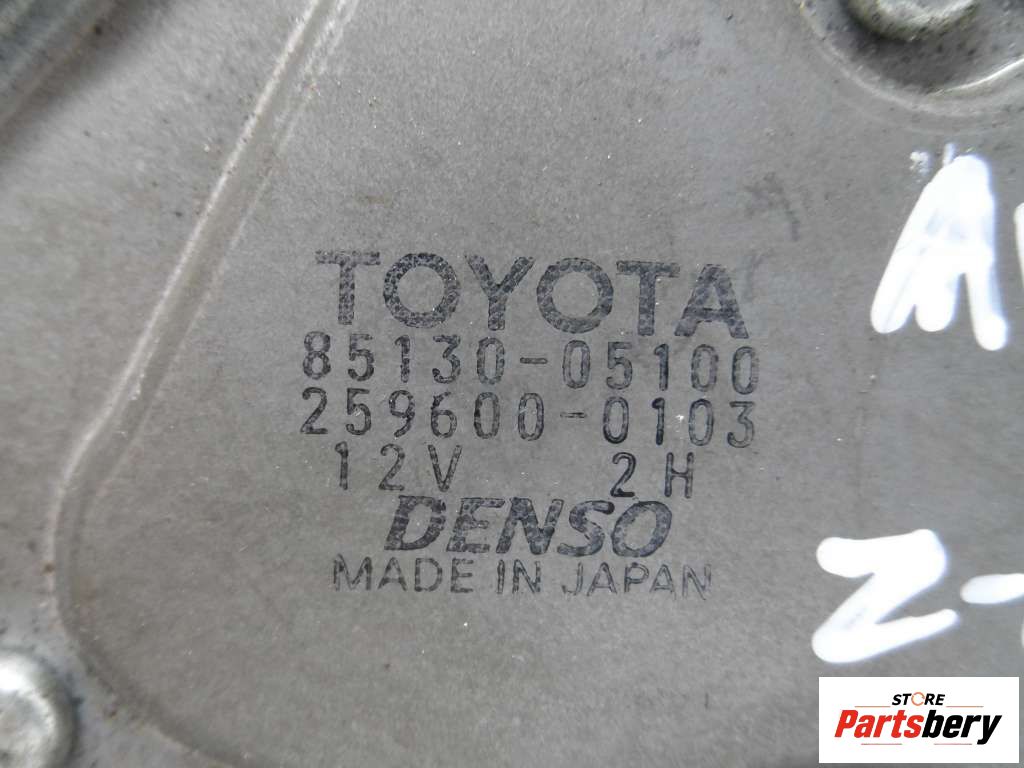 TOYOTA
85130-05100
259600-0103
12V 2H
DENSO
MADE IN JAPAN
STORE
Partsbery